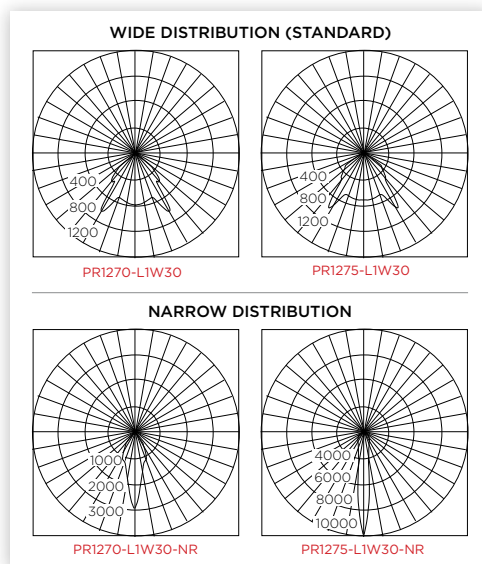 WIDE DISTRIBUTION (STANDARD)
400
800
1200
PR1270-L1W30
400
800
1200
PR1275-L1W30
NARROW DISTRIBUTION
1000
2000
3000
PR1270-L1W30-NR
4000
6000
8000
10000
PR1275-L1W30-NR